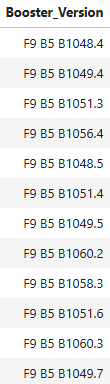 Booster_Version
F9 B5 B1048.4
F9 B5 B1049.4
F9 B5 B1051.3
F9 B5 B1056.4
F9 B5 B1048.5
F9 B5 B1051.4
F9 B5 B1049.5
F9 B5 B1060.2
F9 B5 B1058.3
F9 B5 B1051.6
F9 B5 B1060.3
F9 B5 B1049.7